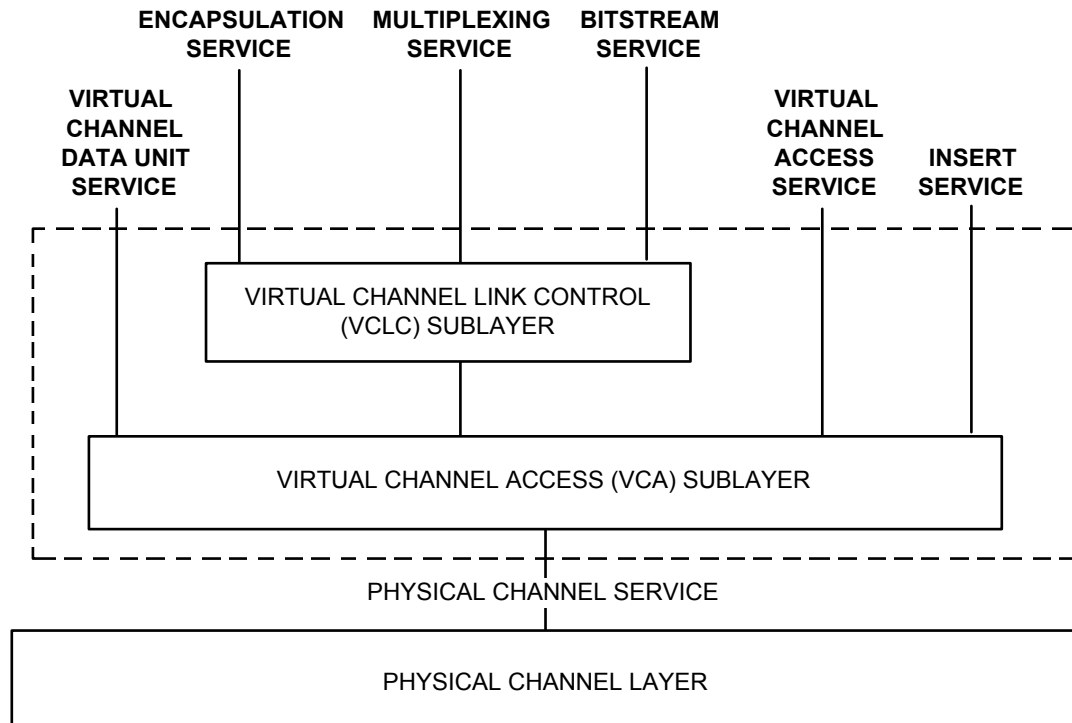 ENCAPSULATION
SERVICE
MULTIPLEXING
SERVICE
BITSTREAM
SERVICE
VIRTUAL
CHANNEL
DATA UNIT
SERVICE
VIRTUAL
CHANNEL
ACCESS
SERVICE
INSERT
SERVICE
VIRTUAL CHANNEL LINK CONTROL
(VCLC) SUBLAYER
VIRTUAL CHANNEL ACCESS (VCA) SUBLAYER
PHYSICAL CHANNEL SERVICE
PHYSICAL CHANNEL LAYER